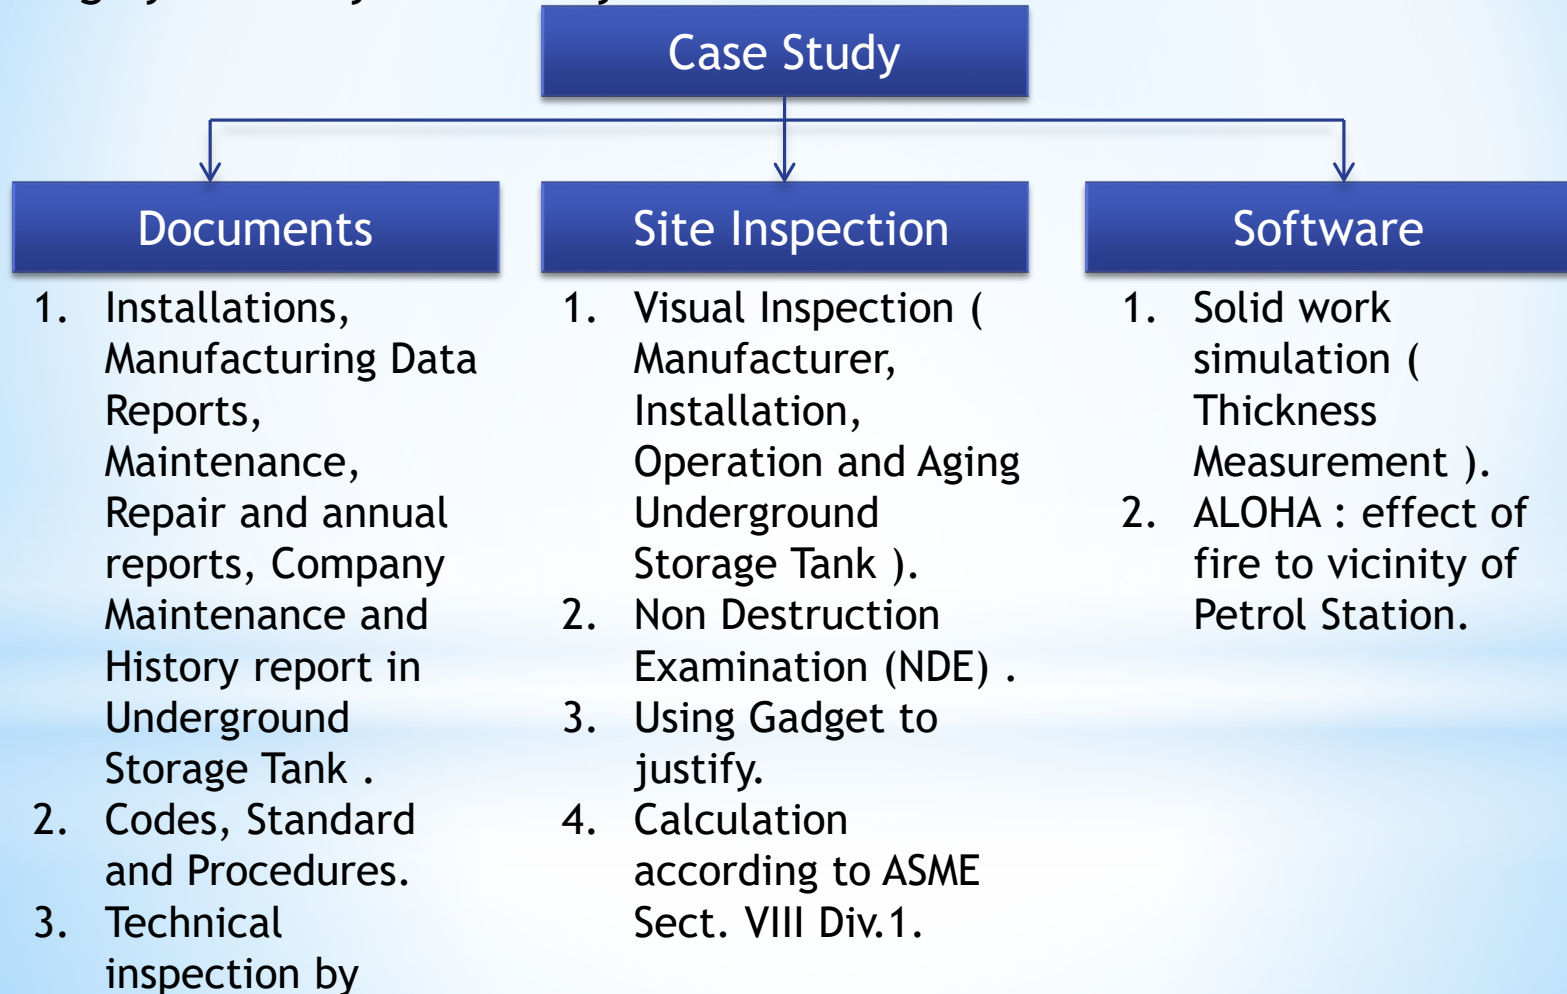 Case Study
Documents
1. Installations,
Manufacturing Data
Reports,
Maintenance,
Repair and annual
reports, Company
Maintenance and
History report in
Underground
Storage Tank .
2. Codes, Standard
and Procedures.
3. Technical
inspection by
Site Inspection
1. Visual Inspection (
Manufacturer,
Installation,
Operation and Aging
Underground
Storage Tank ).
2. Non Destruction
Examination (NDE) .
3. Using Gadget to
justify.
4. Calculation
according to ASME
Sect. VIII Div.1.
Software
1. Solid work
simulation (
Thickness
Measurement ).
2. ALOHA : effect of
fire to vicinity of
Petrol Station.